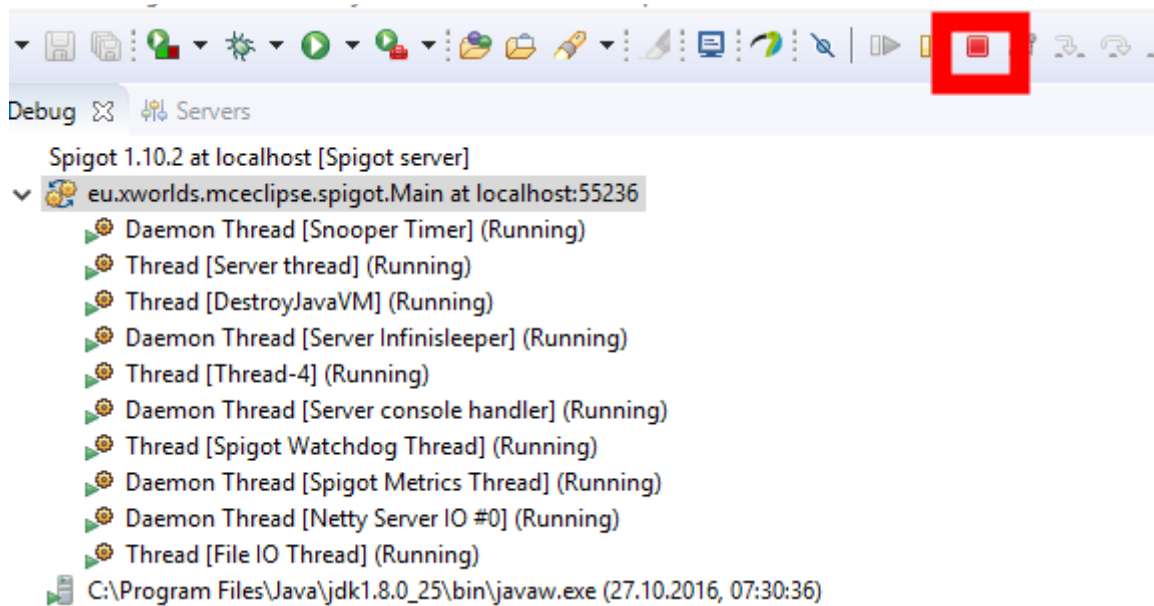 Debug Servers
Spigot 1.10.2 at localhost [Spigot server]
eu.xworlds.mceclipse.spigot.Main at localhost:55236
Daemon Thread [Snooper Timer] (Running)
Thread [Server thread] (Running)
Thread [DestroyJavaVM] (Running)
Daemon Thread [Server Infinisleeper] (Running)
Thread [Thread-4] (Running)
Daemon Thread [Server console handler] (Running)
Thread [Spigot Watchdog Thread] (Running)
Daemon Thread [Spigot Metrics Thread] (Running)
Daemon Thread [Netty Server IO #0] (Running)
Thread [File IO Thread] (Running)
C:\Program Files\Java\jdk1.8.0_25\bin\javaw.exe (27.10.2016, 07:30:36)